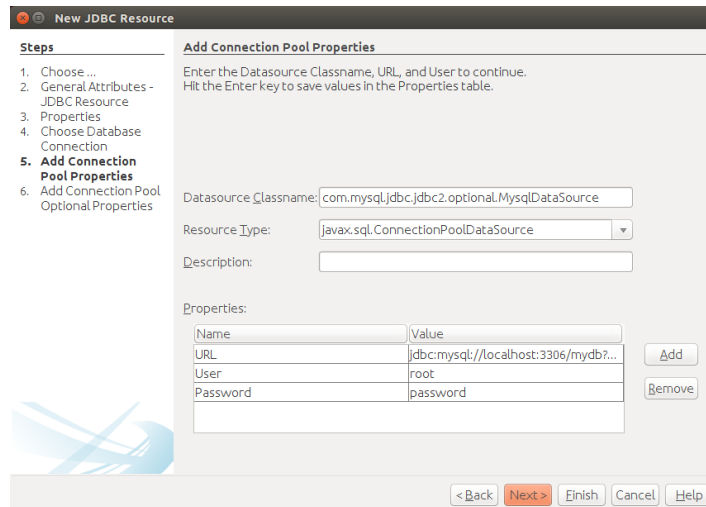 New JDBC Resource
Steps
1. Choose ...
2. General Attributes -
JDBC Resource
3. Properties
4. Choose Database
Connection
5. Add Connection
Pool Properties
6. Add Connection Pool
Optional Properties
Add Connection Pool Properties
Enter the Datasource Classname, URL, and User to continue.
Hit the Enter key to save values in the Properties table.
Datasource Classname: com.mysql.jdbc.jdbc2.optional.MysqlDataSource
Resource Type: javax.sql.ConnectionPoolDataSource
Description:
Properties:
Name Value
URL jdbc:mysql://localhost:3306/mydb?...
User root
Password password
Add
Remove
< Back Next > Finish Cancel Help